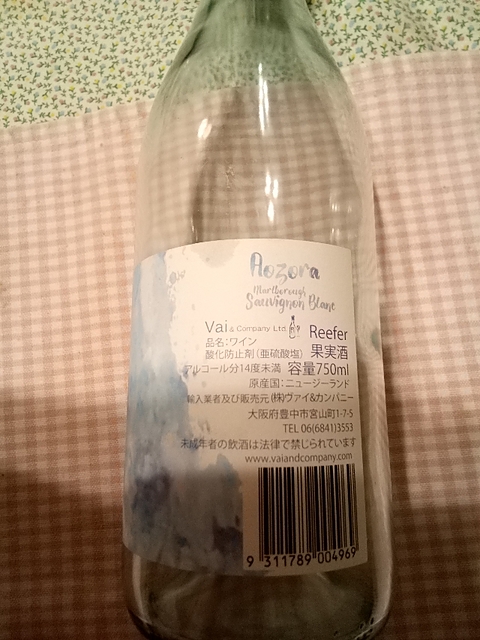 Aozora
Marlborough
Sauvignon Blanc
Vai & Company Ltd.
Reefer
品名：ワイン
酸化防止剤（亜硫酸塩） 果実酒
アルコール分14度未満 容量750ml
原産国：ニュージーランド
輸入業者及び販売元（株）ヴァイ&カンパニー
大阪府豊中市宮山町1-7-5
TEL 06(6841)3553
未成年者の飲酒は法律で禁じられています
www.vaiandcompany.com
9 311789 004969